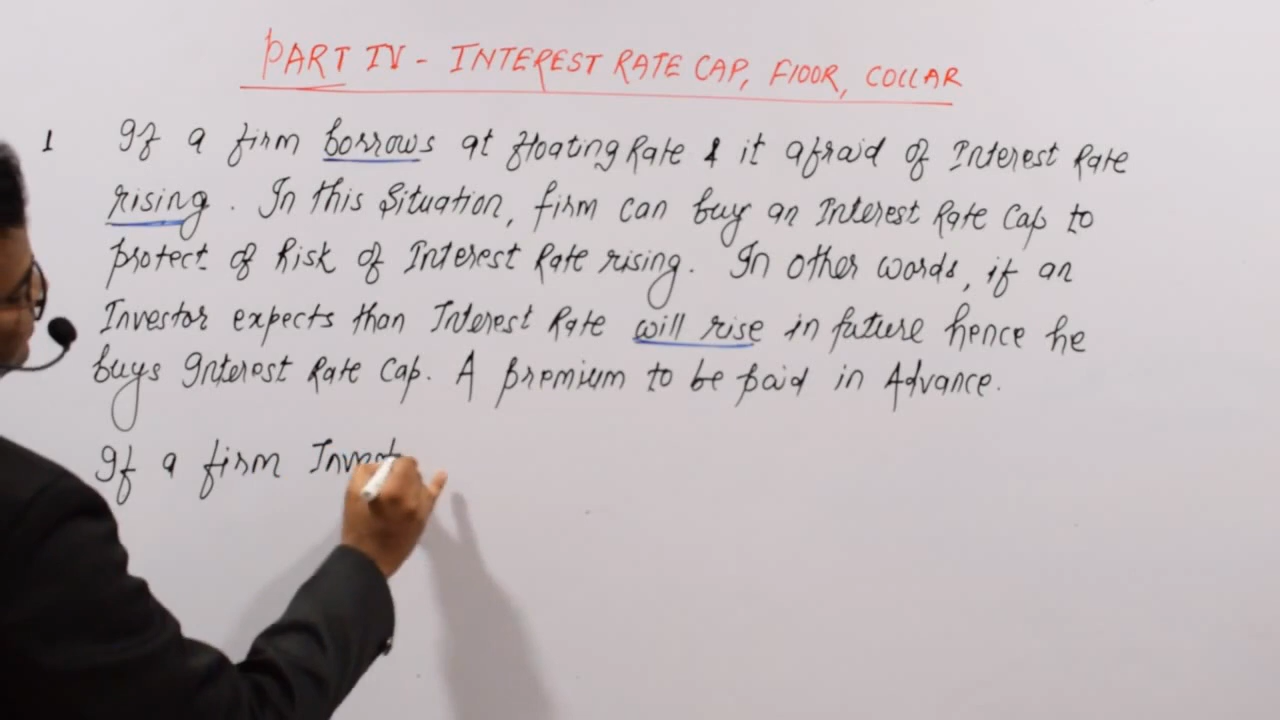 PART IV - INTEREST RATE CAP, FLOOR, COLLAR
1 If a firm borrows at floating Rate & it afraid of Interest Rate
rising. In this Situation, firm can buy an Interest Rate Cap to
protect of Risk of Interest Rate rising. In other words, if an
Investor expects than Interest Rate will rise in future hence he
buys Interest Rate Cap. A premium to be paid in Advance.
If a firm Invest